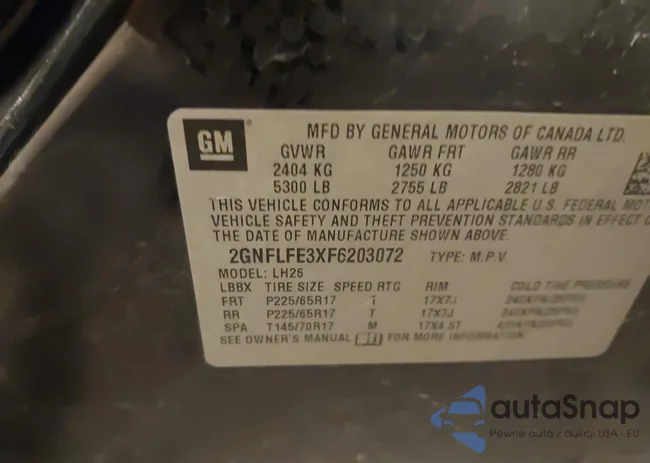 GM
MFD BY GENERAL MOTORS OF CANADA LTD.
GVWR GAWR FRT GAWR RR
2404 KG 1250 KG 1280 KG
5300 LB 2755 LB 2821 LB
THIS VEHICLE CONFORMS TO ALL APPLICABLE U.S. FEDERAL MOTOR
VEHICLE SAFETY AND THEFT PREVENTION STANDARDS IN EFFECT O
THE DATE OF MANUFACTURE SHOWN ABOVE.
2GNFLFE3XF6203072 TYPE: M.P.V.
MODEL: LH26
LBBX TIRE SIZE SPEED RTG RIM COLD TIRE PRESSURE
FRT P225/65R17 T 17X7J
RR P225/65R17 T 17X7J
SPA T145/70R17 M 17X4.5T
SEE OWNER'S MANUAL FOR MORE INFORMATION
autaSnap
Pewne auta z aukcji USA - EU